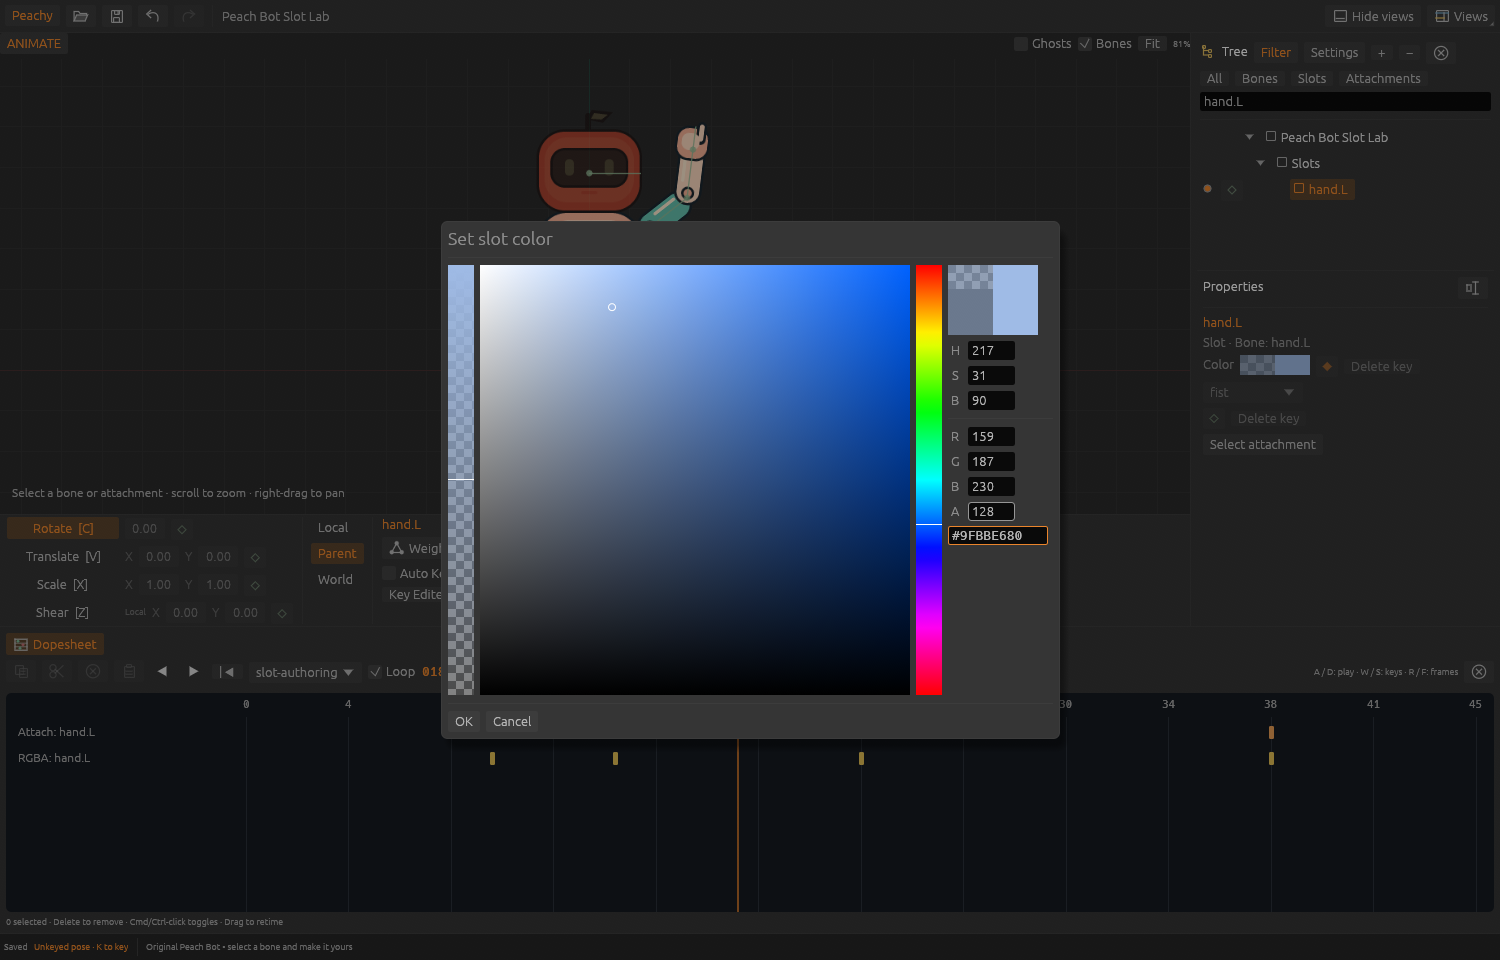 Peachy
Peach Bot Slot Lab
Hide views
Views
ANIMATE
Ghosts
Bones
Fit
81%
Tree
Filter
Settings
+
−
All
Bones
Slots
Attachments
hand.L
Peach Bot Slot Lab
Slots
hand.L
Set slot color
H 217
S 31
B 90
R 159
G 187
B 230
A 128
#9FBBE680
OK
Cancel
Properties
hand.L
Slot · Bone: hand.L
Color
Delete key
fist
Delete key
Select attachment
Select a bone or attachment · scroll to zoom · right-drag to pan
Rotate [C] 0.00
Translate [V] X 0.00 Y 0.00
Scale [X] X 1.00 Y 1.00
Shear [Z] Local X 0.00 Y 0.00
Local
Parent
World
hand.L
Weigh
Auto Ke
Key Edite
Dopesheet
slot-authoring
Loop
018
A / D: play · W / S: keys · R / F: frames
0 4 30 34 38 41 45
Attach: hand.L
RGBA: hand.L
0 selected · Delete to remove · Cmd/Ctrl-click toggles · Drag to retime
Saved
Unkeyed pose · K to key
Original Peach Bot • select a bone and make it yours